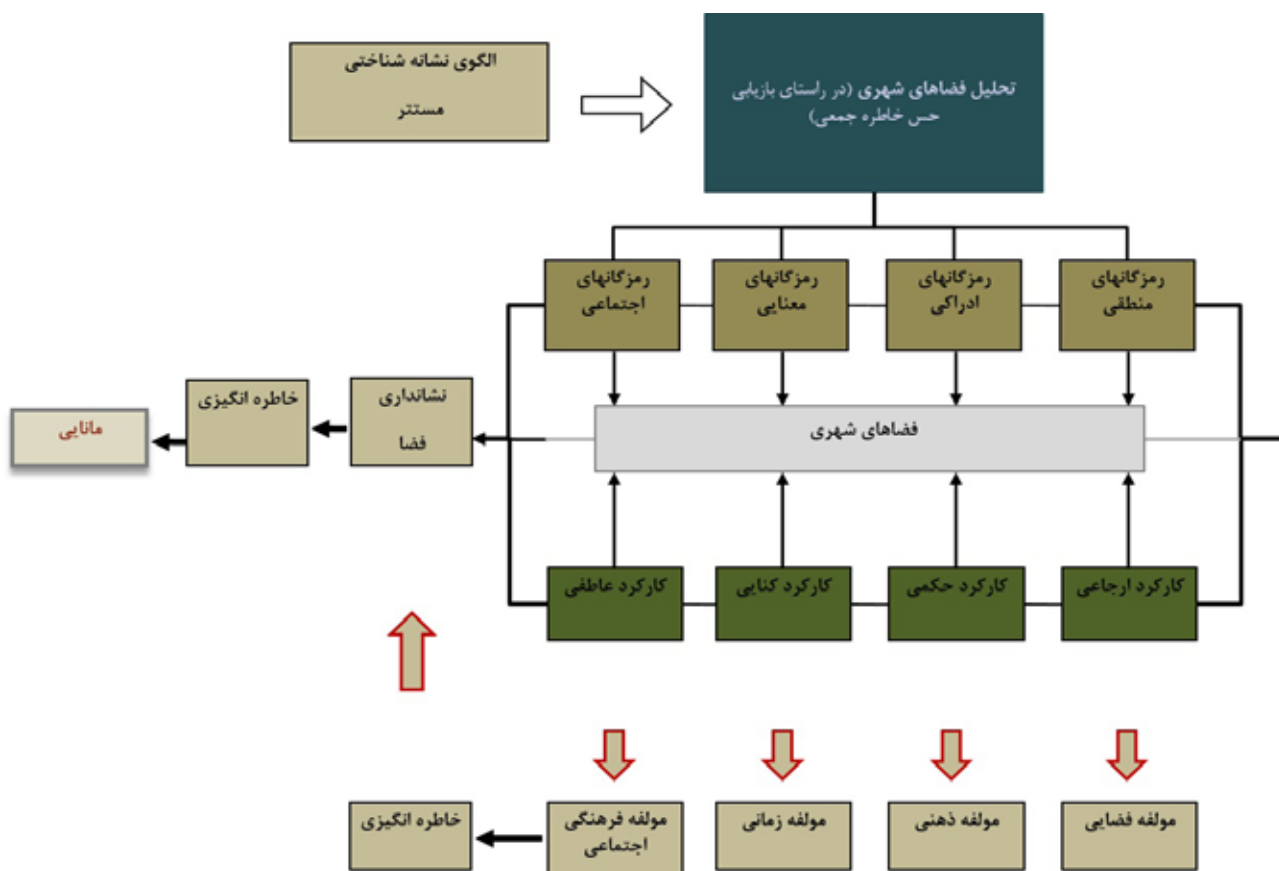 الگوی نشانه شناختی
مستتر
تحلیل فضاهای شهری (در راستای بازیابی
حس خاطره جمعی)
رمزگانهای
منطقی
رمزگانهای
ادراکی
رمزگانهای
معنایی
رمزگانهای
اجتماعی
فضاهای شهری
نشانداری
فضا
خاطره انگیزی
مانایی
کارکرد ارجاعی
کارکرد حکمی
کارکرد کنایی
کارکرد عاطفی
مولفه فضایی
مولفه ذهنی
مولفه زمانی
مولفه فرهنگی
اجتماعی
خاطره انگیزی